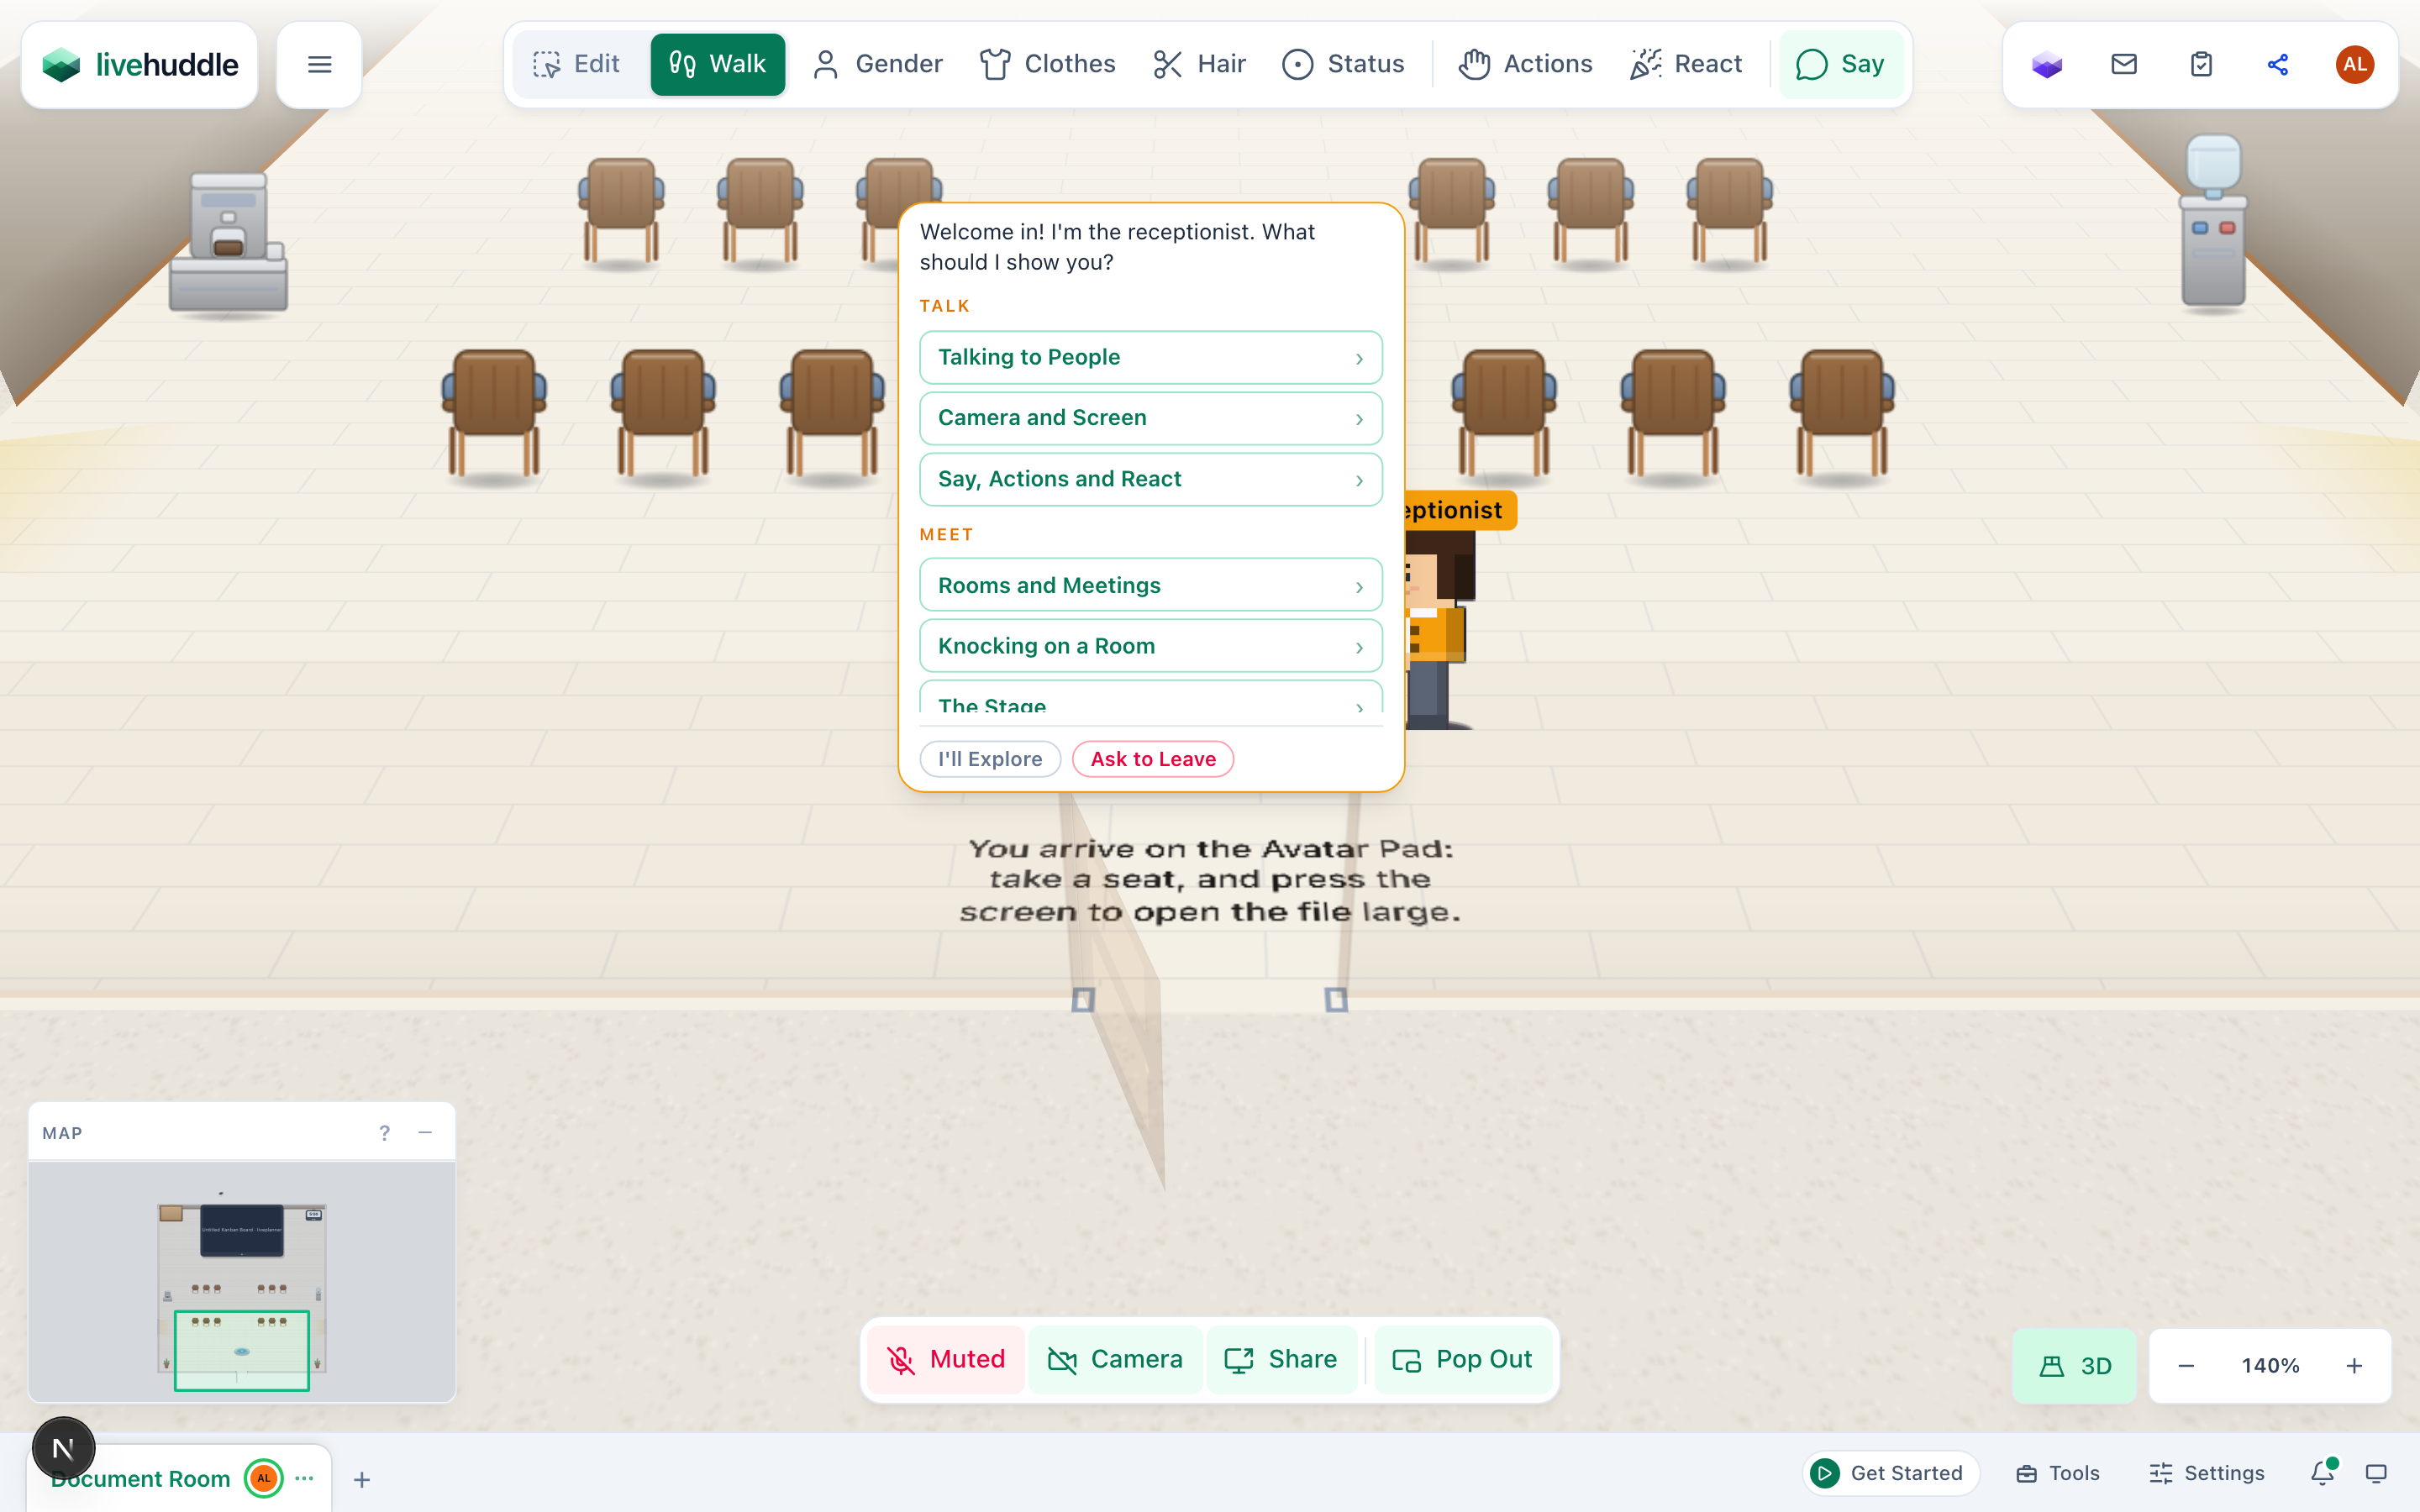 livehuddle
Edit
Walk
Gender
Clothes
Hair
Status
Actions
React
Say
AL
Welcome in! I'm the receptionist. What
should I show you?
TALK
Talking to People
Camera and Screen
Say, Actions and React
MEET
Rooms and Meetings
Knocking on a Room
The Stage
I'll Explore
Ask to Leave
eptionist
You arrive on the Avatar Pad:
take a seat, and press the
screen to open the file large.
MAP
?
Untitled Kanban Board - liveplanner
Muted
Camera
Share
Pop Out
3D
140%
N
Document Room
AL
Get Started
Tools
Settings